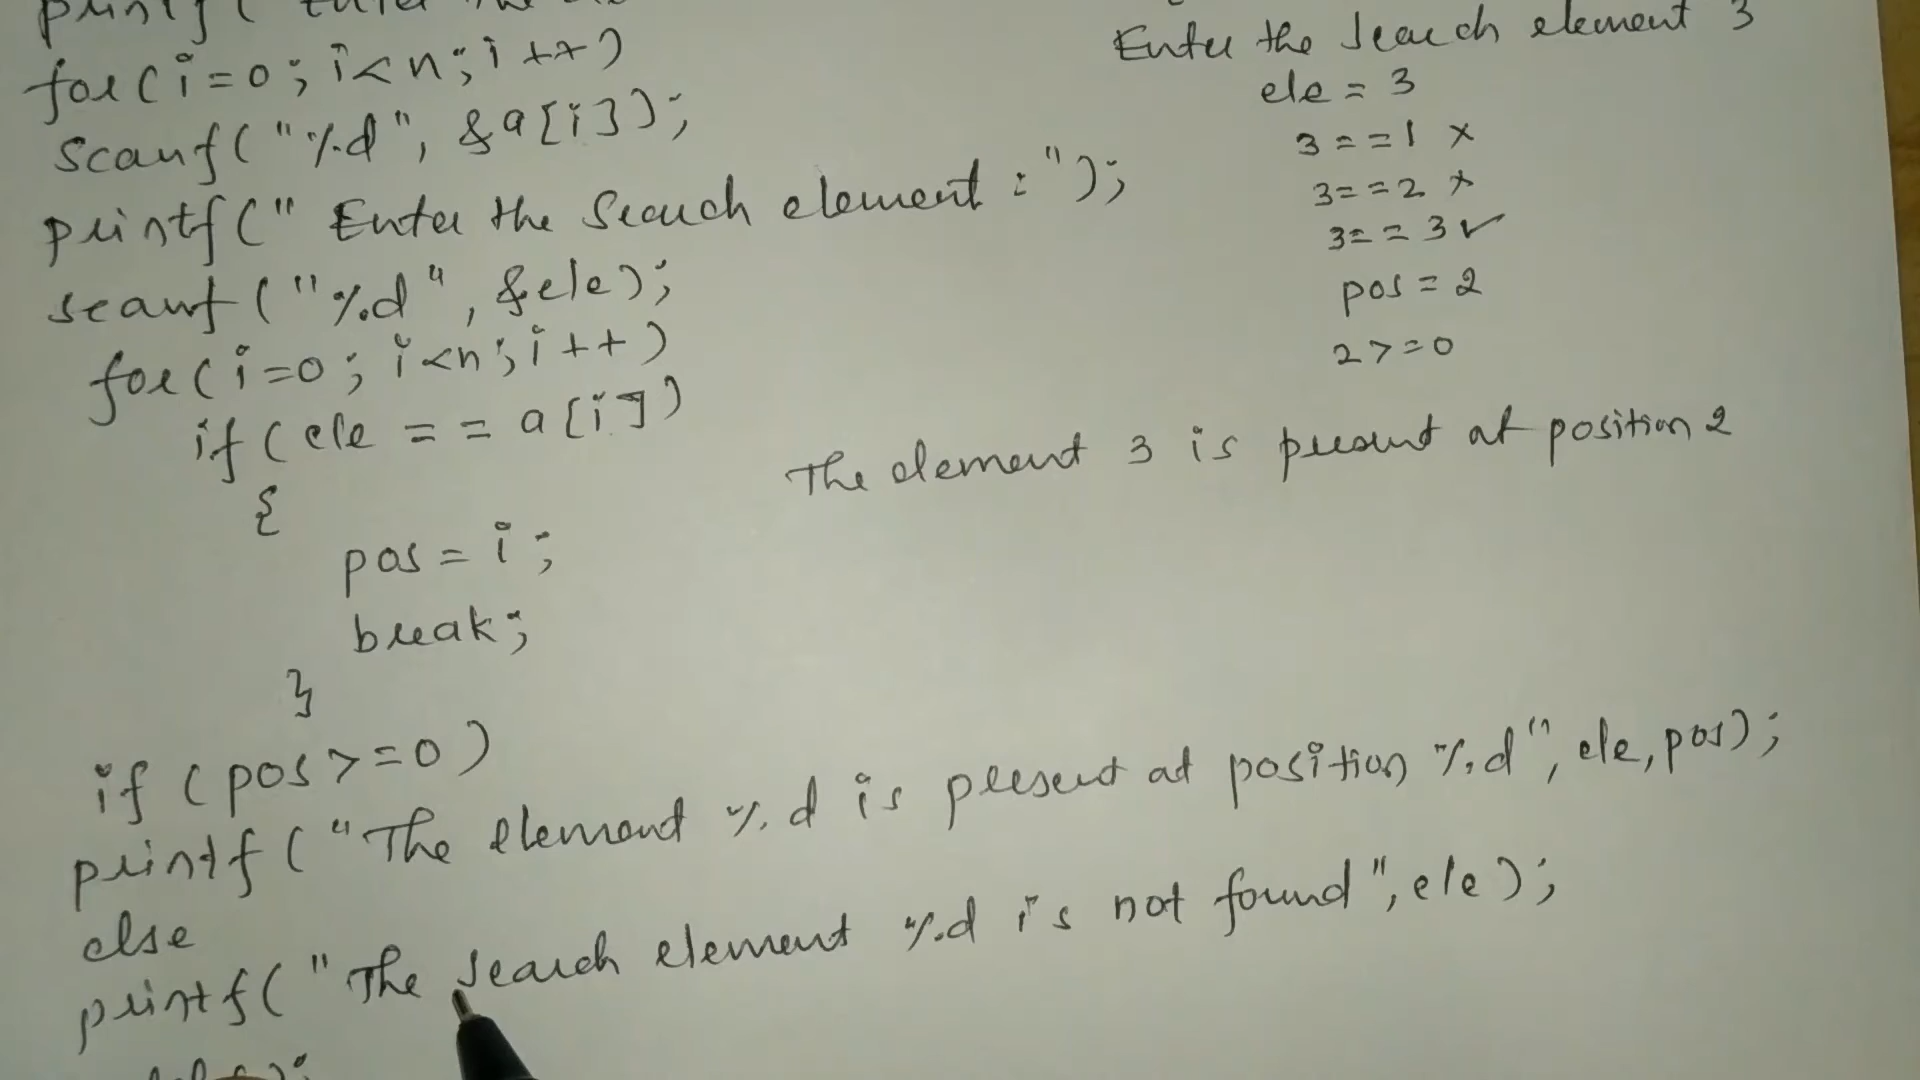 printf(" Enter the
for(i=0; i<n; i++)
scanf("%d", &a[i]);
printf(" Enter the Search element :");
scanf("%d", &ele);
for(i=0; i<n; i++)
if(ele == a[i])
{
pos = i;
break;
}
if (pos>=0)
printf("The element %d is present at position %d", ele, pos);
else
printf("The Search element %d is not found", ele);
Enter the Search element 3
ele = 3
3==1 ×
3==2 ×
3==3 ✓
pos = 2
2>=0
The element 3 is present at position 2